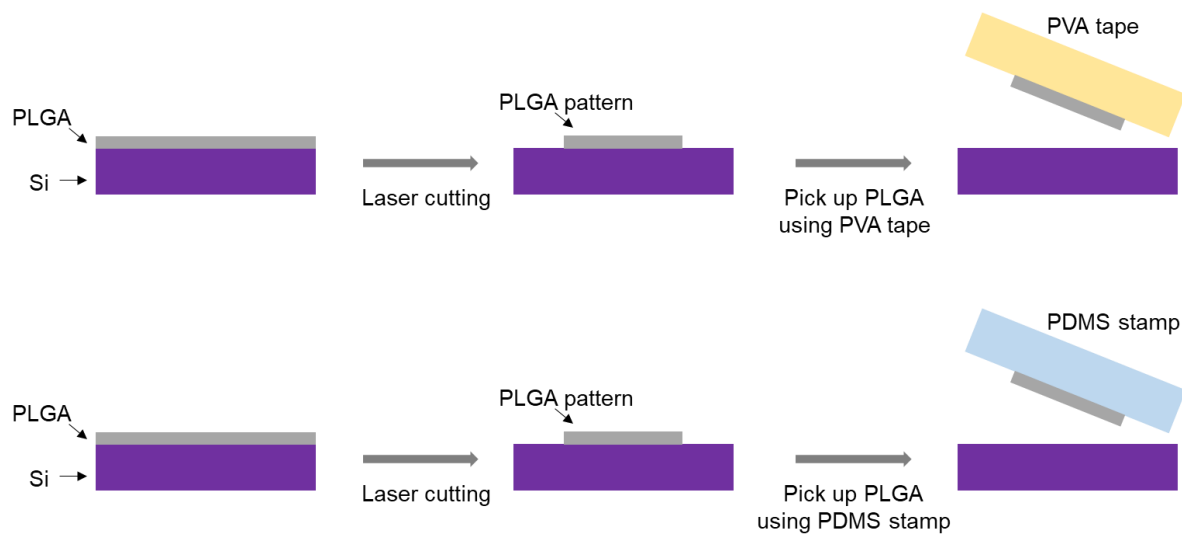 PVA tape
PLGA pattern
PLGA
Si
Laser cutting
Pick up PLGA
using PVA tape
PDMS stamp
PLGA pattern
PLGA
Si
Laser cutting
Pick up PLGA
using PDMS stamp